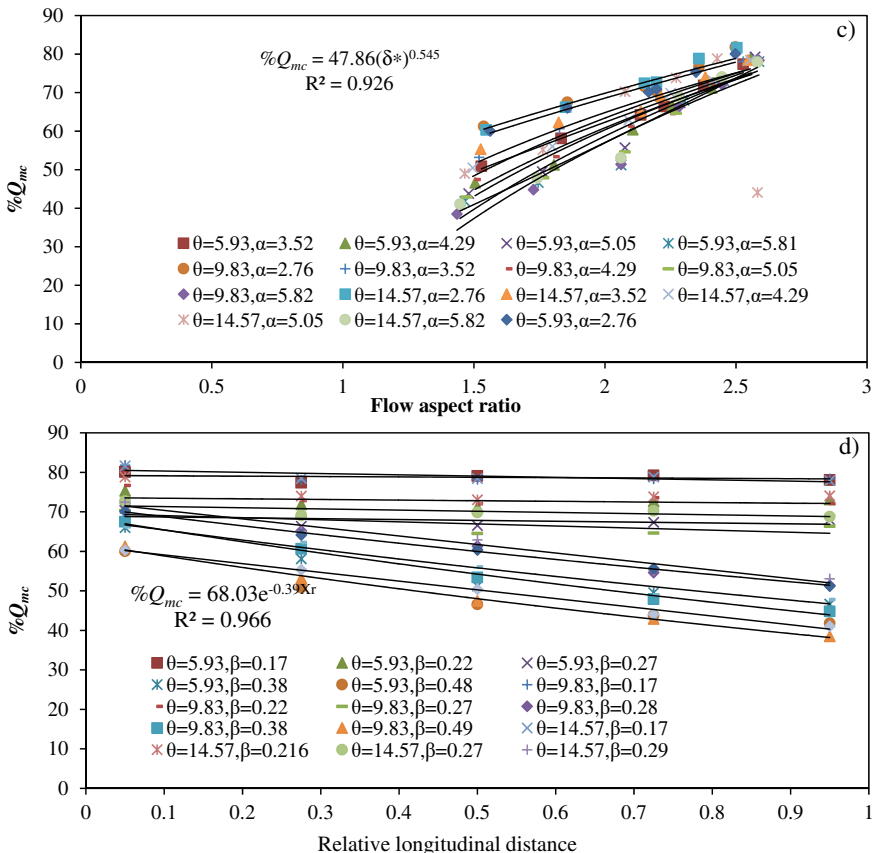 c)
%Qmc = 47.86(δ*)^0.545
R² = 0.926
%Qmc
90
80
70
60
50
40
30
20
10
0
θ=5.93,α=3.52 θ=5.93,α=4.29 θ=5.93,α=5.05 θ=5.93,α=5.81
θ=9.83,α=2.76 θ=9.83,α=3.52 θ=9.83,α=4.29 θ=9.83,α=5.05
θ=9.83,α=5.82 θ=14.57,α=2.76 θ=14.57,α=3.52 θ=14.57,α=4.29
θ=14.57,α=5.05 θ=14.57,α=5.82 θ=5.93,α=2.76
0 0.5 1 1.5 2 2.5 3
Flow aspect ratio
d)
%Qmc
90
80
70
60
50
40
30
20
10
0
%Qmc = 68.03e^-0.39Xr
R² = 0.966
θ=5.93,β=0.17 θ=5.93,β=0.22 θ=5.93,β=0.27
θ=5.93,β=0.38 θ=5.93,β=0.48 θ=9.83,β=0.17
θ=9.83,β=0.22 θ=9.83,β=0.27 θ=9.83,β=0.28
θ=9.83,β=0.38 θ=9.83,β=0.49 θ=14.57,β=0.17
θ=14.57,β=0.216 θ=14.57,β=0.27 θ=14.57,β=0.29
0 0.1 0.2 0.3 0.4 0.5 0.6 0.7 0.8 0.9 1
Relative longitudinal distance